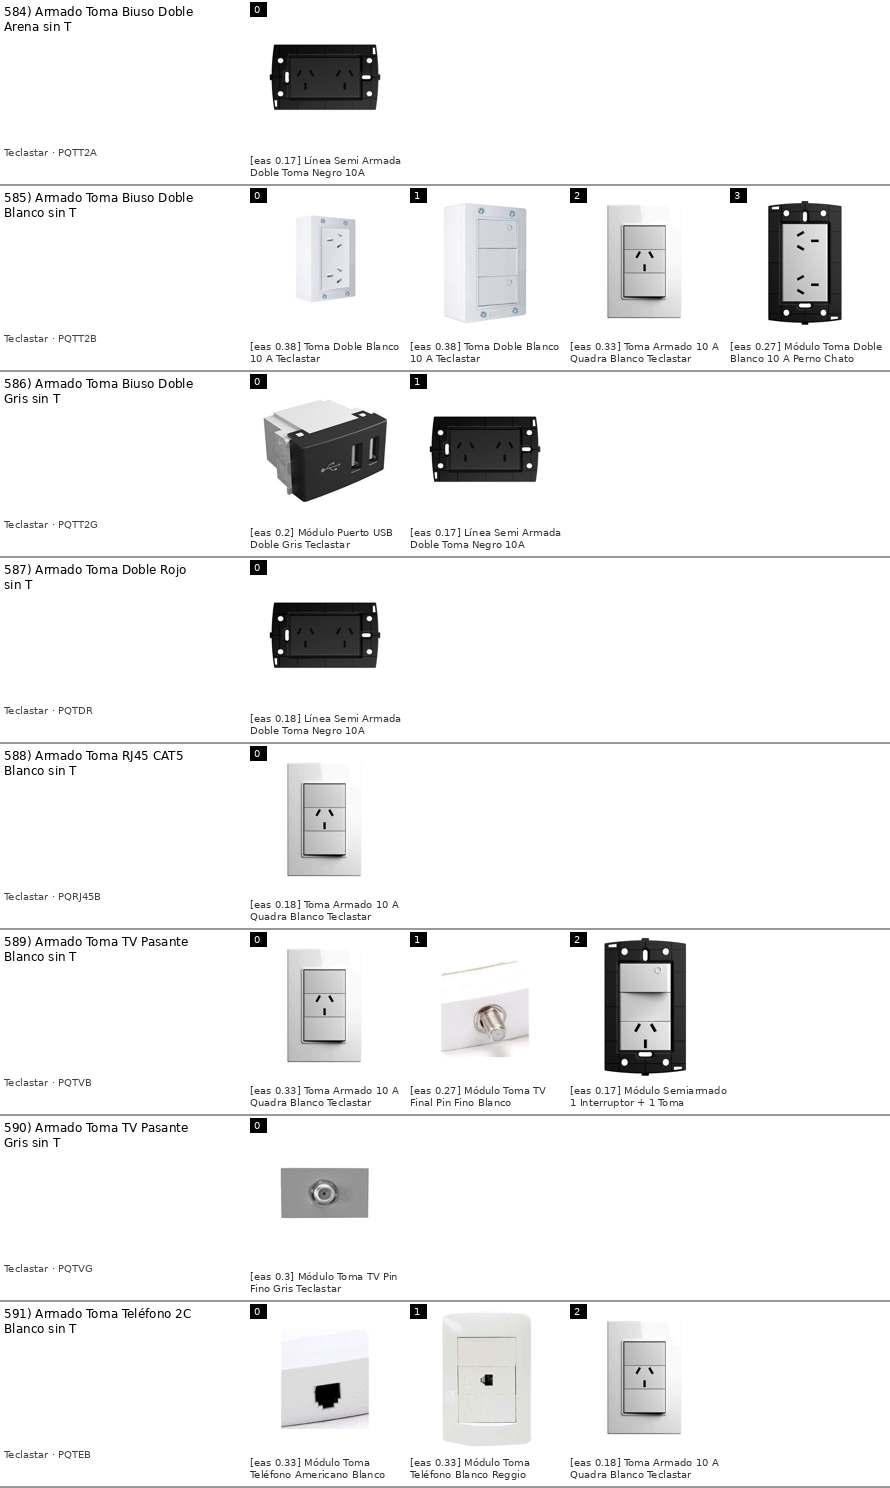 584) Armado Toma Biuso Doble
Arena sin T
0
Teclastar · PQTT2A
[eas 0.17] Línea Semi Armada
Doble Toma Negro 10A
585) Armado Toma Biuso Doble
Blanco sin T
0
1
2
3
Teclastar · PQTT2B
[eas 0.38] Toma Doble Blanco
10 A Teclastar
[eas 0.38] Toma Doble Blanco
10 A Teclastar
[eas 0.33] Toma Armado 10 A
Quadra Blanco Teclastar
[eas 0.27] Módulo Toma Doble
Blanco 10 A Perno Chato
586) Armado Toma Biuso Doble
Gris sin T
0
1
Teclastar · PQTT2G
[eas 0.2] Módulo Puerto USB
Doble Gris Teclastar
[eas 0.17] Línea Semi Armada
Doble Toma Negro 10A
587) Armado Toma Doble Rojo
sin T
0
Teclastar · PQTDR
[eas 0.18] Línea Semi Armada
Doble Toma Negro 10A
588) Armado Toma RJ45 CAT5
Blanco sin T
0
Teclastar · PQRJ45B
[eas 0.18] Toma Armado 10 A
Quadra Blanco Teclastar
589) Armado Toma TV Pasante
Blanco sin T
0
1
2
Teclastar · PQTVB
[eas 0.33] Toma Armado 10 A
Quadra Blanco Teclastar
[eas 0.27] Módulo Toma TV
Final Pin Fino Blanco
[eas 0.17] Módulo Semiarmado
1 Interruptor + 1 Toma
590) Armado Toma TV Pasante
Gris sin T
0
Teclastar · PQTVG
[eas 0.3] Módulo Toma TV Pin
Fino Gris Teclastar
591) Armado Toma Teléfono 2C
Blanco sin T
0
1
2
Teclastar · PQTEB
[eas 0.33] Módulo Toma
Teléfono Americano Blanco
[eas 0.33] Módulo Toma
Teléfono Blanco Reggio
[eas 0.18] Toma Armado 10 A
Quadra Blanco Teclastar